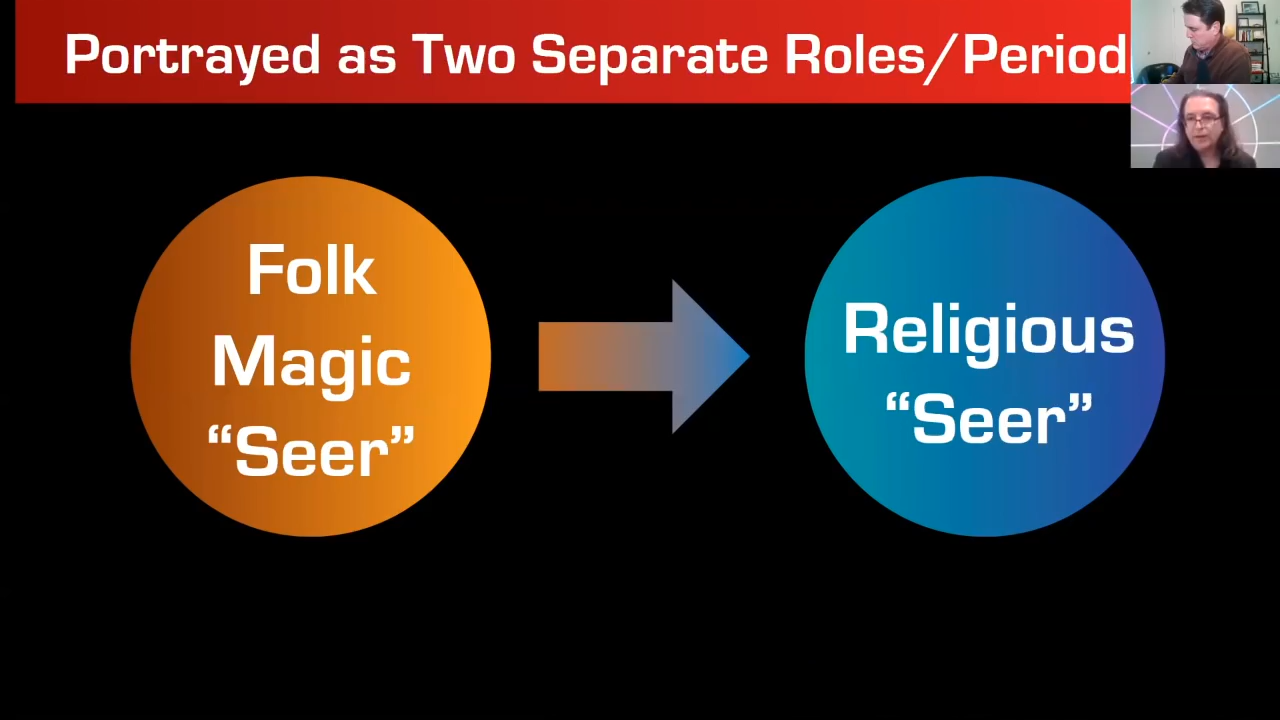 Portrayed as Two Separate Roles/Period
Folk
Magic
“Seer”
Religious
“Seer”